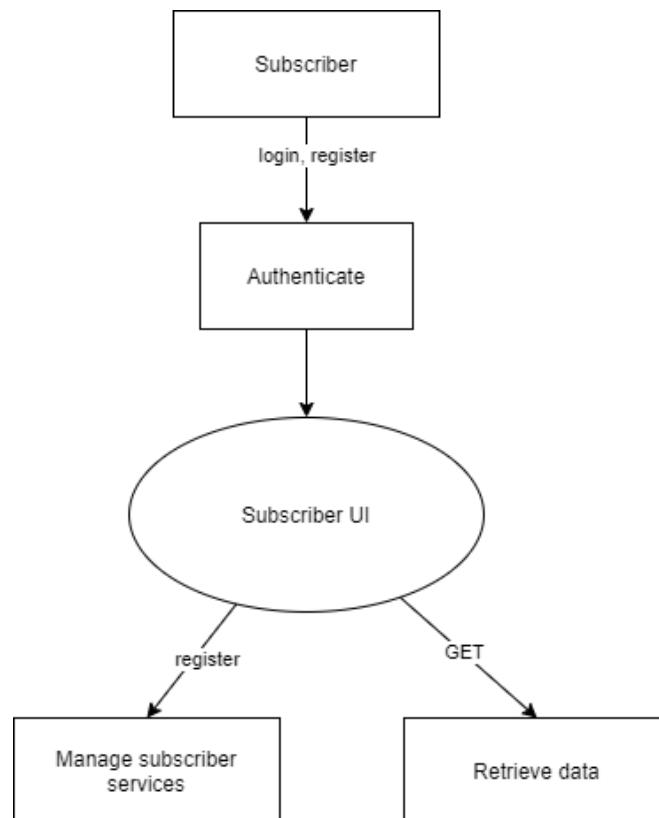 Subscriber
login, register
Authenticate
Subscriber UI
register
GET
Manage subscriber
services
Retrieve data